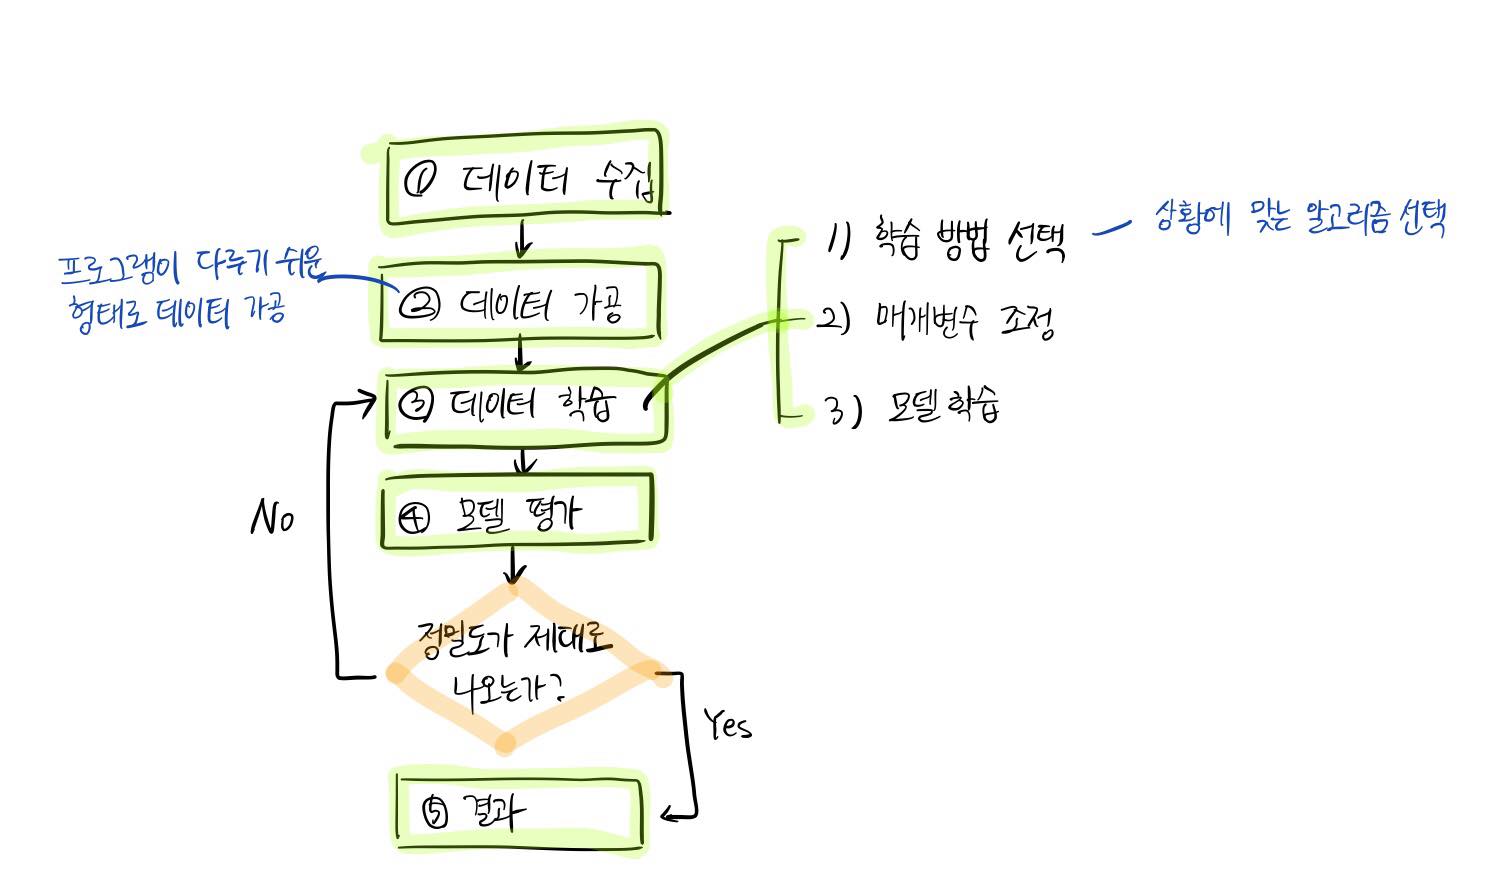 ① 데이터 수집
프로그램이 다루기 쉬운
형태로 데이터 가공
② 데이터 가공
③ 데이터 학습
1) 학습 방법 선택
상황에 맞는 알고리즘 선택
2) 매개변수 조정
3) 모델 학습
④ 모델 평가
No
정밀도가 제대로
나오는가?
Yes
⑤ 결과